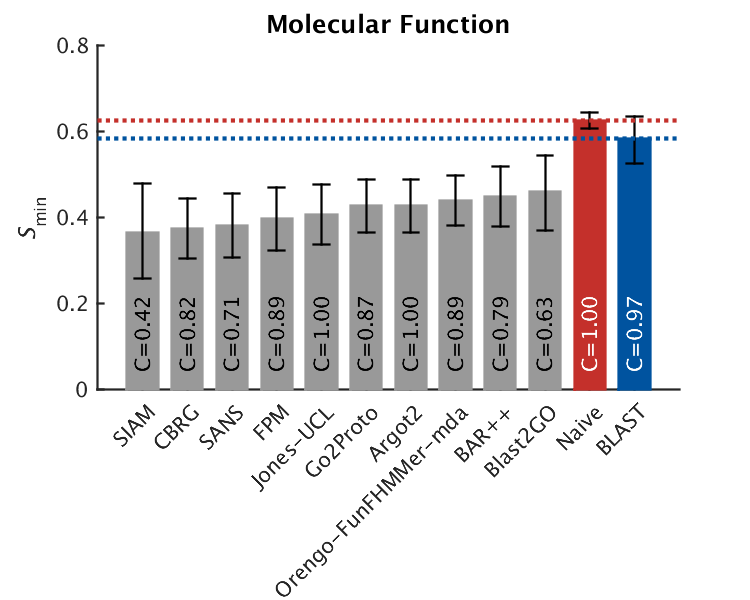 Molecular Function
0.8
0.6
0.4
0.2
0
Smin
C=0.42
C=0.82
C=0.71
C=0.89
C=1.00
C=0.87
C=1.00
C=0.89
C=0.79
C=0.63
C=1.00
C=0.97
SIAM
CBRG
SANS
FPM
Jones-UCL
Go2Proto
Argot2
Orengo-FunFHMMer-mda
BAR++
Blast2GO
Naive
BLAST